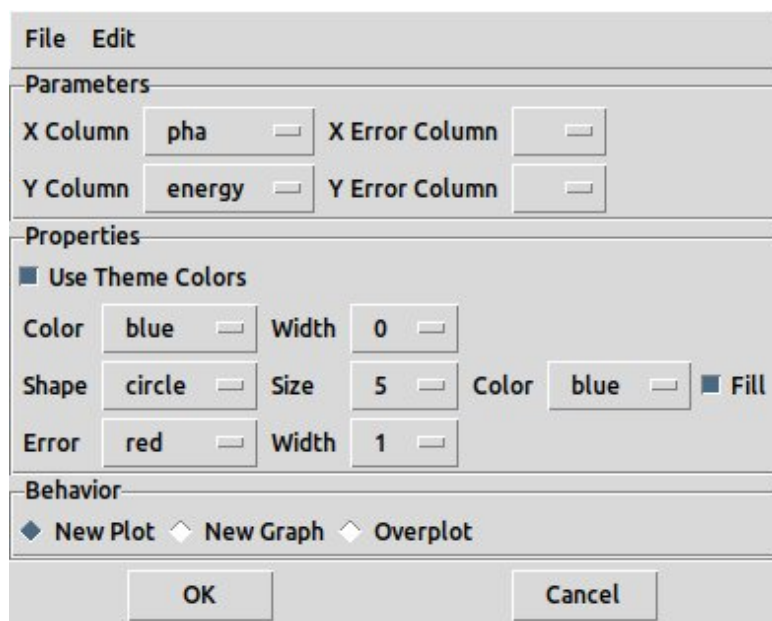 File Edit
Parameters
X Column pha X Error Column
Y Column energy Y Error Column
Properties
Use Theme Colors
Color blue Width 0
Shape circle Size 5 Color blue Fill
Error red Width 1
Behavior
New Plot New Graph Overplot
OK Cancel